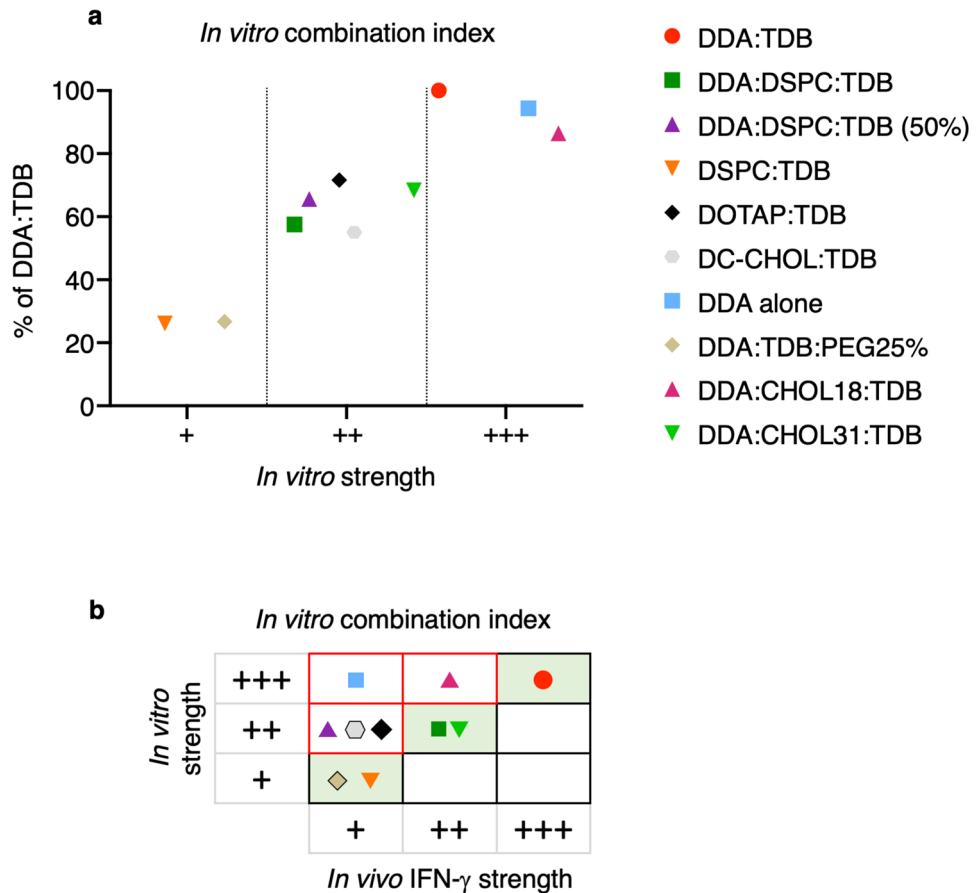 a
In vitro combination index
% of DDA:TDB
100
80
60
40
20
0
+
++
+++
In vitro strength
DDA:TDB
DDA:DSPC:TDB
DDA:DSPC:TDB (50%)
DSPC:TDB
DOTAP:TDB
DC-CHOL:TDB
DDA alone
DDA:TDB:PEG25%
DDA:CHOL18:TDB
DDA:CHOL31:TDB
b
In vitro combination index
In vitro
strength
+++
++
+
+
++
+++
In vivo IFN-γ strength